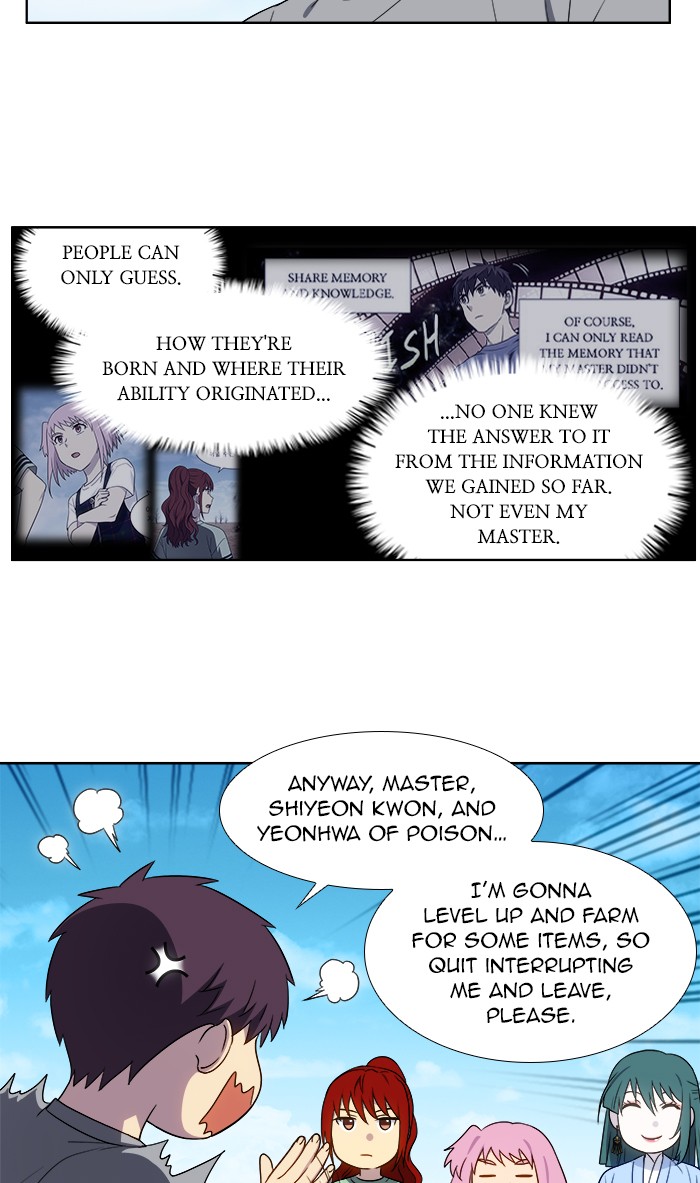 PEOPLE CAN
ONLY GUESS.
SHARE MEMORY
KNOWLEDGE.
HOW THEY'RE
BORN AND WHERE THEIR
ABILITY ORIGINATED...
OF COURSE,
I CAN ONLY READ
THE MEMORY THAT
MASTER DIDN'T
TO.
...NO ONE KNEW
THE ANSWER TO IT
FROM THE INFORMATION
WE GAINED SO FAR.
NOT EVEN MY
MASTER.
ANYWAY, MASTER,
SHIYEON KWON, AND
YEONHWA OF POISON...
I'M GONNA
LEVEL UP AND FARM
FOR SOME ITEMS, SO
QUIT INTERRUPTING
ME AND LEAVE,
PLEASE.